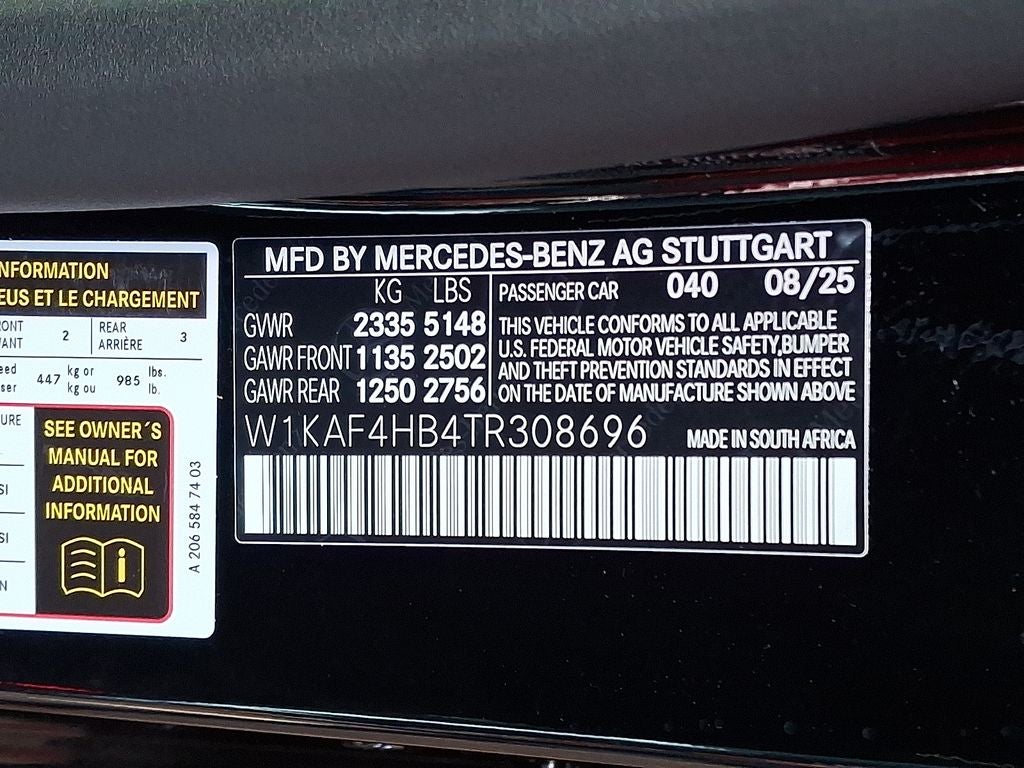 NFORMATION
EUS ET LE CHARGEMENT
RONT
ANT
2
REAR
ARRIÈRE
3
eed
ser
447
kg or
kg ou
985
lbs.
lb.
URE
SI
SI
N
SEE OWNER´S
MANUAL FOR
ADDITIONAL
INFORMATION
A 206 584 74 03
MFD BY MERCEDES-BENZ AG STUTTGART
KG LBS
GVWR 2335 5148
GAWR FRONT 1135 2502
GAWR REAR 1250 2756
PASSENGER CAR 040 08/25
THIS VEHICLE CONFORMS TO ALL APPLICABLE
U.S. FEDERAL MOTOR VEHICLE SAFETY,BUMPER
AND THEFT PREVENTION STANDARDS IN EFFECT
ON THE DATE OF MANUFACTURE SHOWN ABOVE
W1KAF4HB4TR308696
MADE IN SOUTH AFRICA